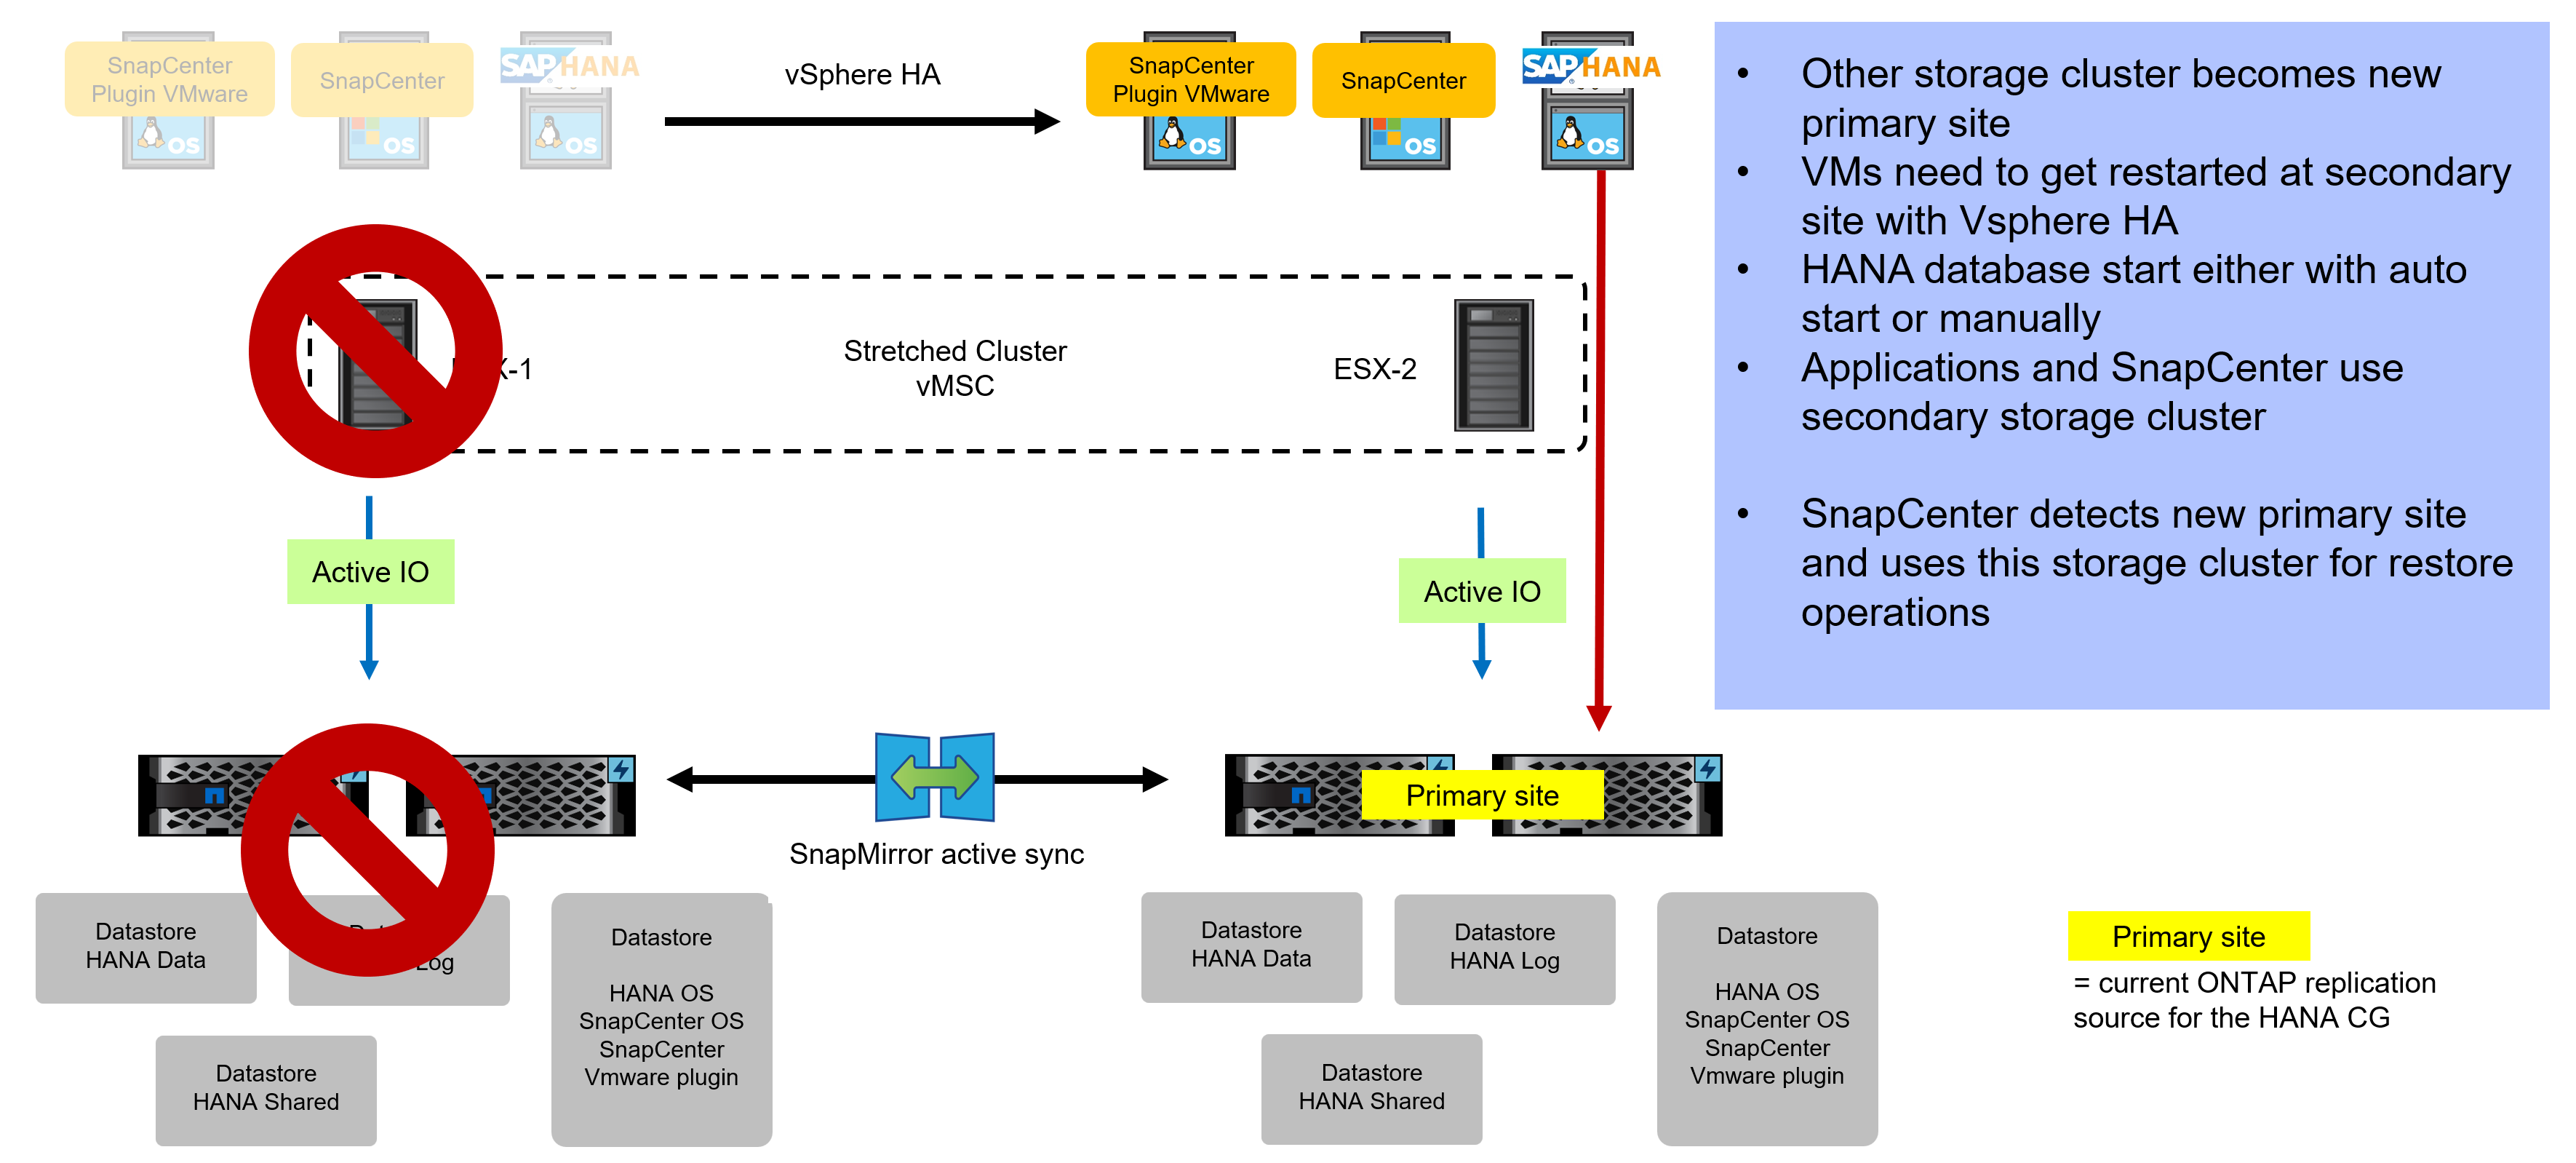 SnapCenter
Plugin VMware
SnapCenter
SAP HANA
OS
OS
OS
vSphere HA
SnapCenter
Plugin VMware
SnapCenter
SAP HANA
OS
OS
OS
• Other storage cluster becomes new
primary site
• VMs need to get restarted at secondary
site with Vsphere HA
• HANA database start either with auto
start or manually
• Applications and SnapCenter use
secondary storage cluster
• SnapCenter detects new primary site
and uses this storage cluster for restore
operations
X-1
Stretched Cluster
vMSC
ESX-2
Active IO
Active IO
Primary site
SnapMirror active sync
Datastore
HANA Data
Log
Datastore
HANA OS
SnapCenter OS
SnapCenter
Vmware plugin
Datastore
HANA Shared
Datastore
HANA Data
Datastore
HANA Log
Datastore
HANA OS
SnapCenter OS
SnapCenter
Vmware plugin
Datastore
HANA Shared
Primary site
= current ONTAP replication
source for the HANA CG